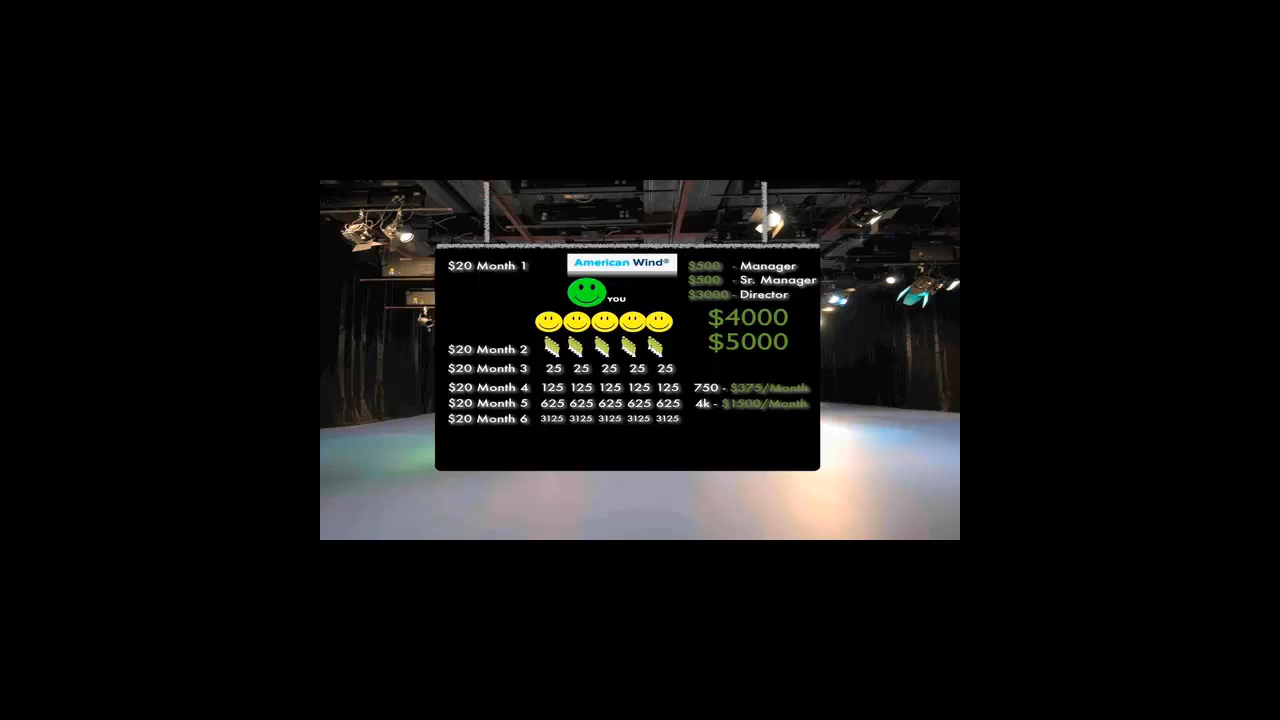 $20 Month 1
American Wind®
YOU
$500 - Manager
$500 - Sr. Manager
$3000 - Director
$4000
$5000
$20 Month 2
$20 Month 3 25 25 25 25 25
$20 Month 4 125 125 125 125 125 750 - $375/Month
$20 Month 5 625 625 625 625 625 4k - $1500/Month
$20 Month 6 3125 3125 3125 3125 3125